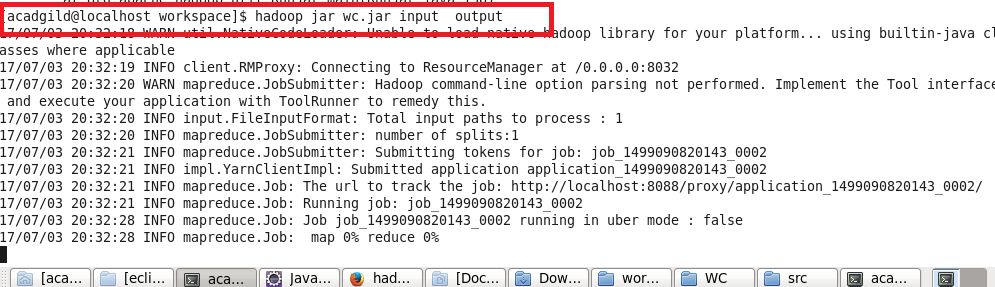 [acadgild@localhost workspace]$ hadoop jar wc.jar input  output
17/07/03 20:32:18 WARN util.NativeCodeLoader: Unable to load native-hadoop library for your platform... using builtin-java cl
asses where applicable
17/07/03 20:32:19 INFO client.RMProxy: Connecting to ResourceManager at /0.0.0.0:8032
17/07/03 20:32:20 WARN mapreduce.JobSubmitter: Hadoop command-line option parsing not performed. Implement the Tool interface
and execute your application with ToolRunner to remedy this.
17/07/03 20:32:20 INFO input.FileInputFormat: Total input paths to process : 1
17/07/03 20:32:20 INFO mapreduce.JobSubmitter: number of splits:1
17/07/03 20:32:21 INFO mapreduce.JobSubmitter: Submitting tokens for job: job_1499090820143_0002
17/07/03 20:32:21 INFO impl.YarnClientImpl: Submitted application application_1499090820143_0002
17/07/03 20:32:21 INFO mapreduce.Job: The url to track the job: http://localhost:8088/proxy/application_1499090820143_0002/
17/07/03 20:32:21 INFO mapreduce.Job: Running job: job_1499090820143_0002
17/07/03 20:32:28 INFO mapreduce.Job: Job job_1499090820143_0002 running in uber mode : false
17/07/03 20:32:28 INFO mapreduce.Job:  map 0% reduce 0%
[aca... [ecli... aca... Java... had... [Doc... Dow... wor... WC src aca...